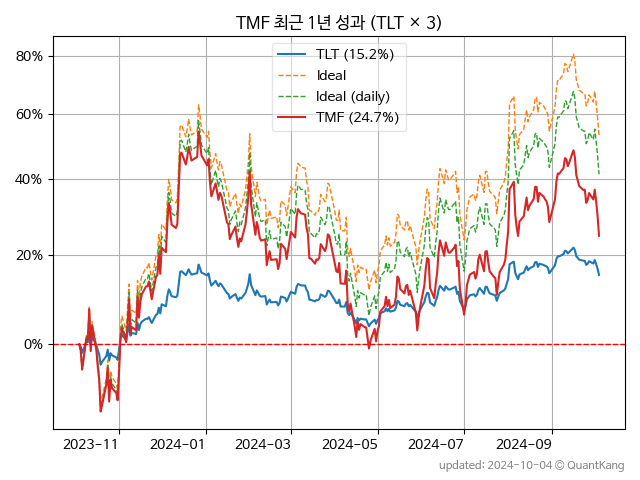 TMF 최근 1년 성과 (TLT × 3)
TLT (15.2%)
Ideal
Ideal (daily)
TMF (24.7%)
80%
60%
40%
20%
0%
2023-11 2024-01 2024-03 2024-05 2024-07 2024-09
updated: 2024-10-04 © QuantKang